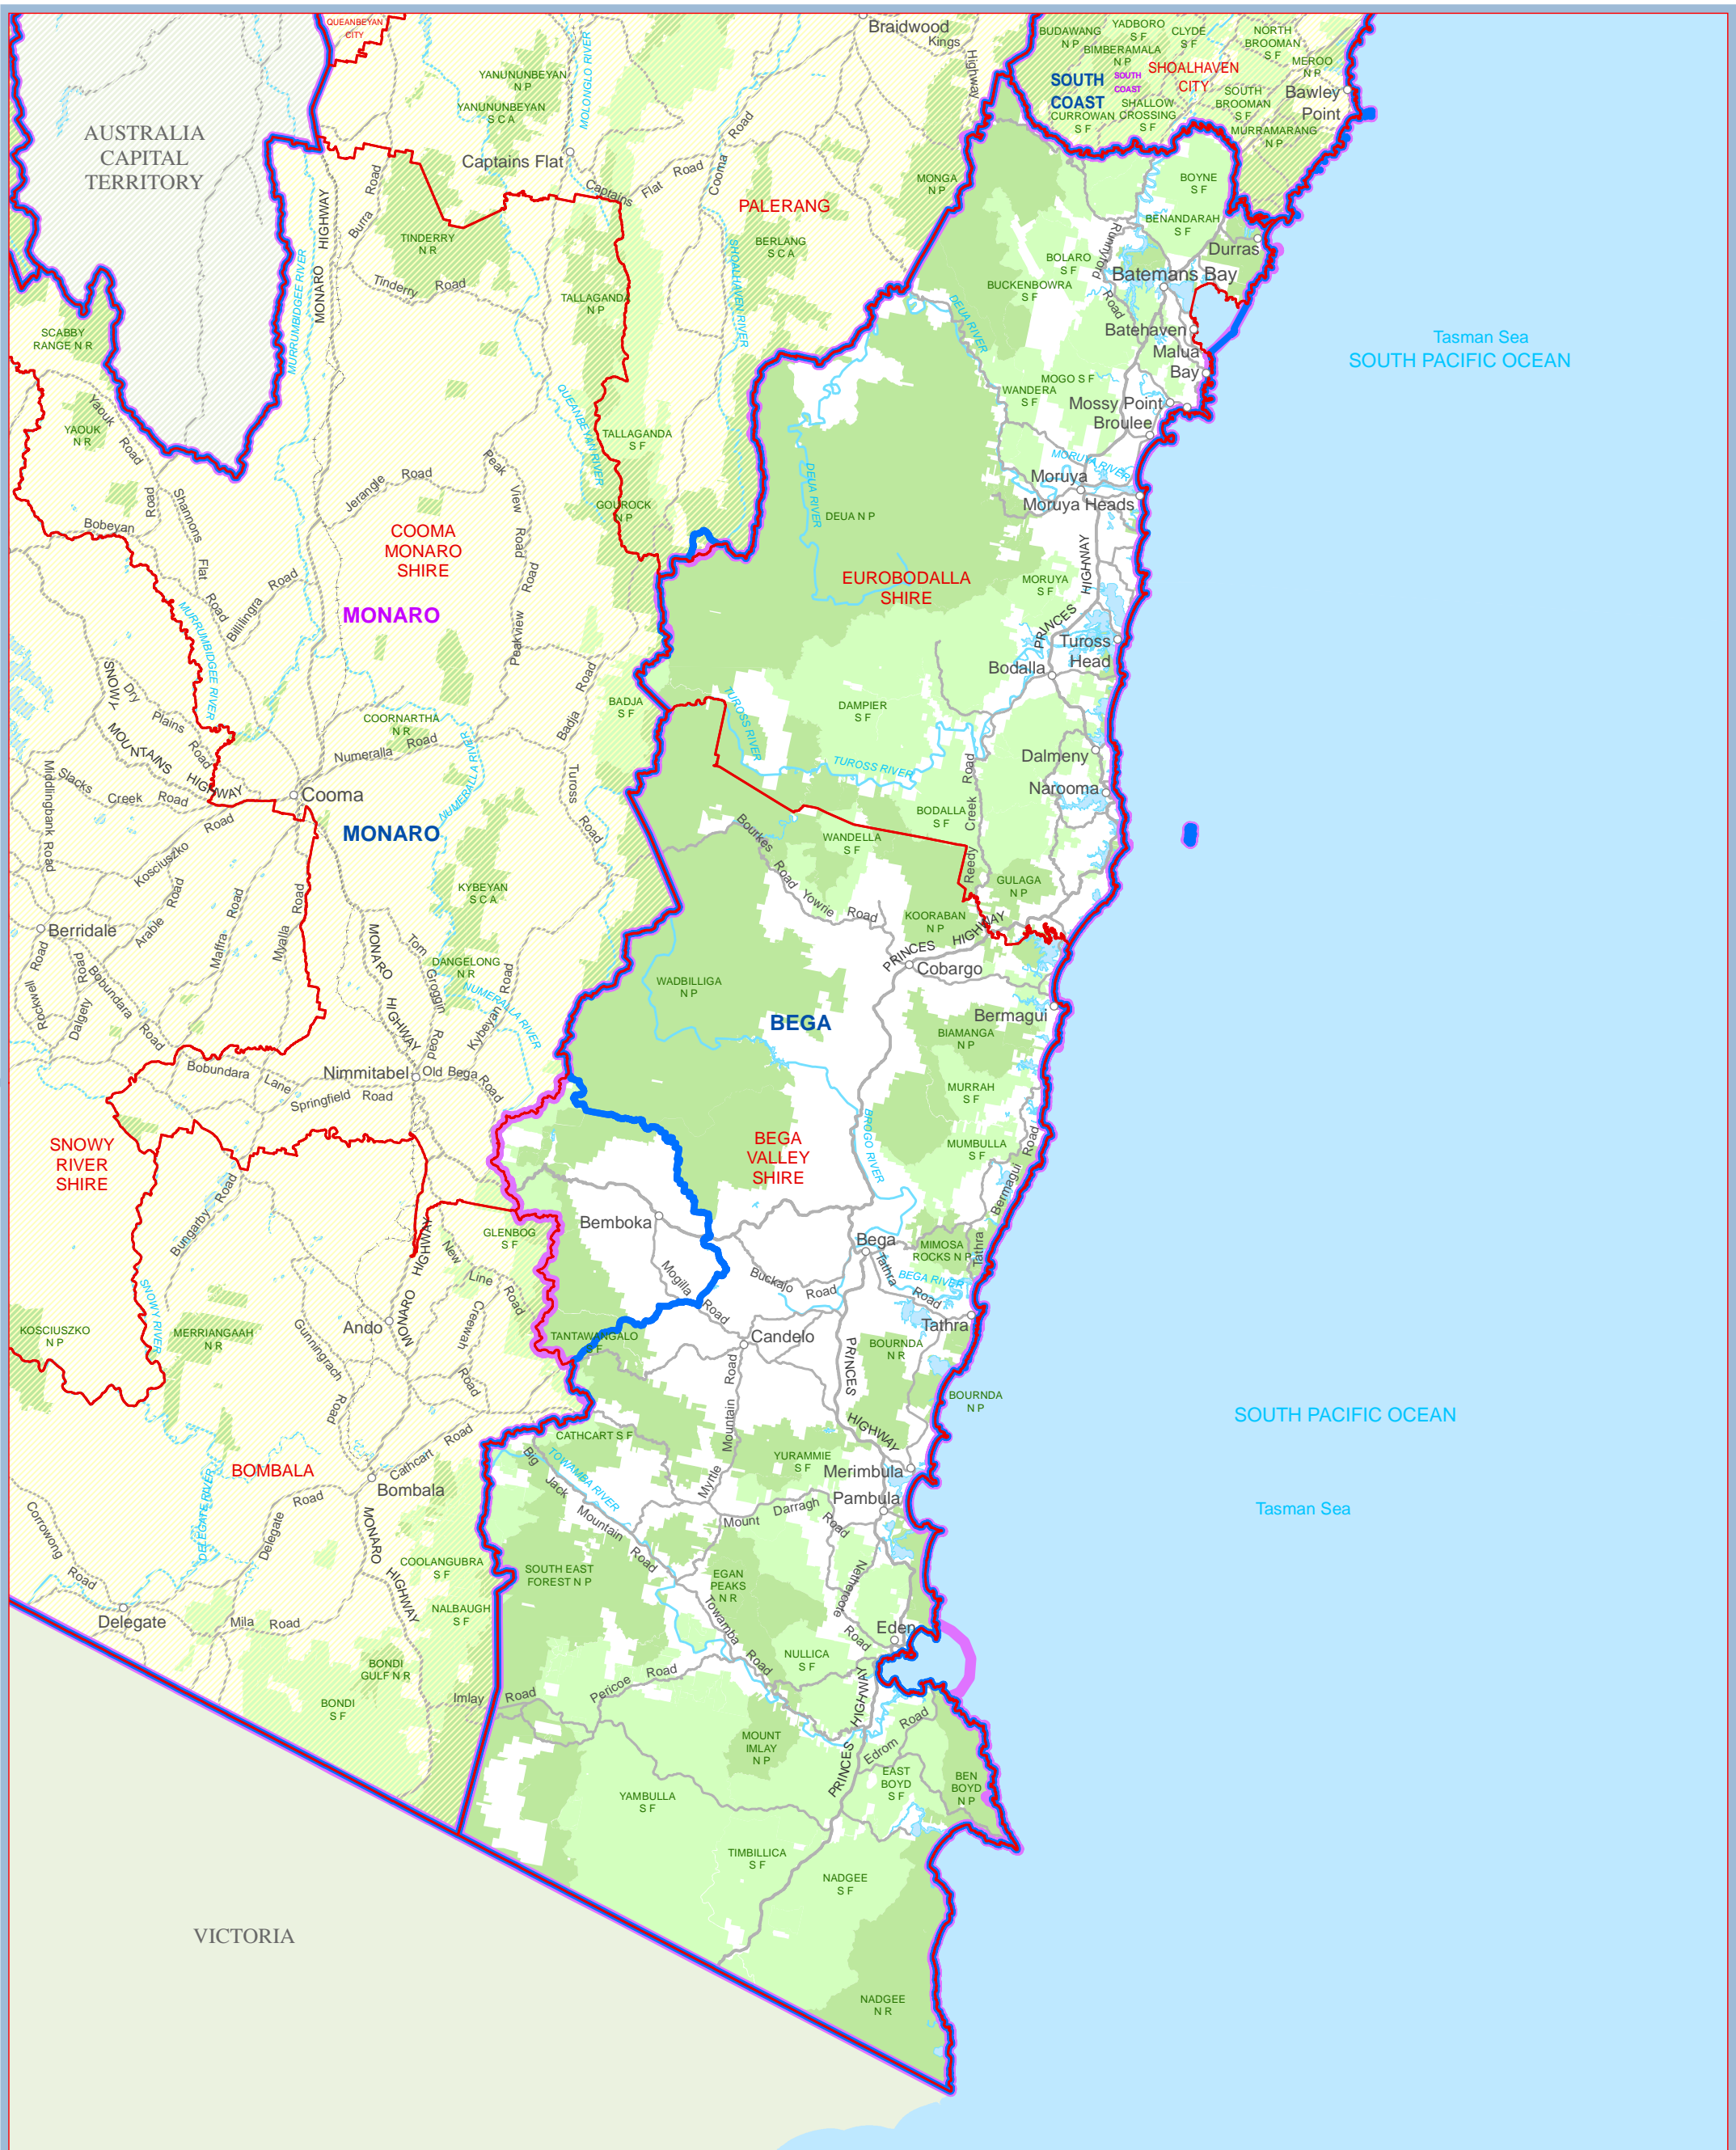 QUEANBEYAN
CITY
Braidwood
Kings
Highway
BUDAWANG
N P
YADBORO
S F
CLYDE
S F
NORTH
BROOMAN
S F
BIMBERAMALA
N P
MEROO
N P
SOUTH
COAST
SOUTH
COAST
SHOALHAVEN
CITY
Bawley
Point
SOUTH
BROOMAN
S F
CURROWAN
S F
SHALLOW
CROSSING
S F
MURRAMARANG
N P
AUSTRALIA
CAPITAL
TERRITORY
YANUNUNBEYAN
N P
YANUNUNBEYAN
S C A
MOLONGLO RIVER
Captains Flat
Captains
Flat
Road
Cooma
Road
Burra
Road
MONARO
HIGHWAY
MURRUMBIDGEE RIVER
TINDERRY
N R
Tinderry
Road
PALERANG
BERLANG
S C A
SHOALHAVEN RIVER
MONGA
N P
BOYNE
S F
BENANDARAH
S F
Durras
Runnyford
Road
BOLARO
S F
BUCKENBOWRA
S F
Batemans Bay
DEUA RIVER
Batehaven
Malua
Bay
Tasman Sea
SOUTH PACIFIC OCEAN
TALLAGANDA
N P
SCABBY
RANGE N R
QUEANBEYAN RIVER
MOGO S F
WANDERA
S F
Mossy Point
Broulee
YAOUK
N R
Yaouk
Road
Road
TALLAGANDA
S F
MORUYA RIVER
Moruya
Moruya Heads
DEUA RIVER
DEUA N P
Jerangle
Road
Peak
View
Road
GOUROCK
N P
Shannons
Flat
Road
Bobeyan
COOMA
MONARO
SHIRE
MONARO
Billilingra
Road
Peakview
Road
MURRUMBIDGEE RIVER
EUROBODALLA
SHIRE
MORUYA
S F
PRINCES
HIGHWAY
Tuross
Head
Bodalla
SNOWY
MOUNTAINS
HIGHWAY
Dry
Plains
Road
COORNARTHA
N R
Numeralla
Road
NUMERALLA RIVER
Badja
Road
BADJA
S F
TUROSS RIVER
DAMPIER
S F
TUROSS RIVER
Dalmeny
Narooma
Middlingbank Road
Slacks
Creek
Road
Cooma
Tuross
Road
MONARO
Kosciuszko
Road
BODALLA
S F
Reedy
Creek
Road
WANDELLA
S F
Bourkes
Road
Yowrie
Road
GULAGA
N P
KYBEYAN
S C A
Berridale
Arable
Road
Maffra
Road
Myalla
Road
MONARO
HIGHWAY
Tom
Groggin
Road
DANGELONG
N R
NUMERALLA RIVER
Kybeyan
Road
KOORABAN
N P
PRINCES
HIGHWAY
Cobargo
WADBILLIGA
N P
BEGA
Bermagui
BIAMANGA
N P
Rockwell
Road
Dalgety
Road
Bobundara
Road
Bobundara
Lane
Nimmitabel
Old Bega
Road
Springfield
Road
MURRAH
S F
BROGO RIVER
SNOWY
RIVER
SHIRE
BEGA
VALLEY
SHIRE
MUMBULLA
S F
Bermagui
Road
Bungarby
Road
GLENBOG
S F
Bemboka
HIGHWAY
MONARO
New
Line
Road
Bega
MIMOSA
ROCKS N P
Tathra
Mogilla
Road
Buckajo
Road
Tathra
Road
BEGA RIVER
SNOWY RIVER
Creewah
Road
KOSCIUSZKO
N P
MERRIANGAAH
N R
Gunningrach
Road
Ando
TANTAWANGALO
S F
Candelo
Tathra
BOURNDA
N R
PRINCES
HIGHWAY
Myrtle
Mountain
Road
BOURNDA
N P
SOUTH PACIFIC OCEAN
CATHCART S F
Cathcart
Road
BOMBALA
Bombala
Big
Jack
Mountain
Road
TOWAMBA RIVER
YURAMMIE
S F
Merimbula
Pambula
Tasman Sea
Mount
Darragh
Road
Corrowong
Road
DELEGATE RIVER
Delegate
Road
MONARO
HIGHWAY
COOLANGUBRA
S F
SOUTH EAST
FOREST N P
EGAN
PEAKS
N R
Nethercote
Road
Delegate
Mila
Road
NALBAUGH
S F
Towamba
Road
Eden
BONDI
GULF N R
NULLICA
S F
Imlay
Road
Pericoe
Road
BONDI
S F
PRINCES
HIGHWAY
MOUNT
IMLAY
N P
Edrom
Road
EAST
BOYD
S F
BEN
BOYD
N P
YAMBULLA
S F
TIMBILLICA
S F
NADGEE
S F
VICTORIA
NADGEE
N R